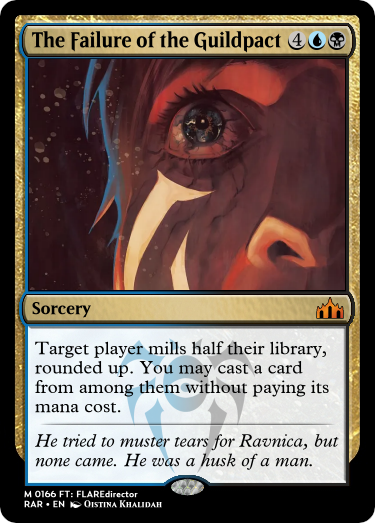 The Failure of the Guildpact 4
Sorcery
Target player mills half their library,
rounded up. You may cast a card
from among them without paying its
mana cost.
He tried to muster tears for Ravnica, but
none came. He was a husk of a man.
M 0166 FT: FLAREdirector
RAR • EN Oistina Khalidah